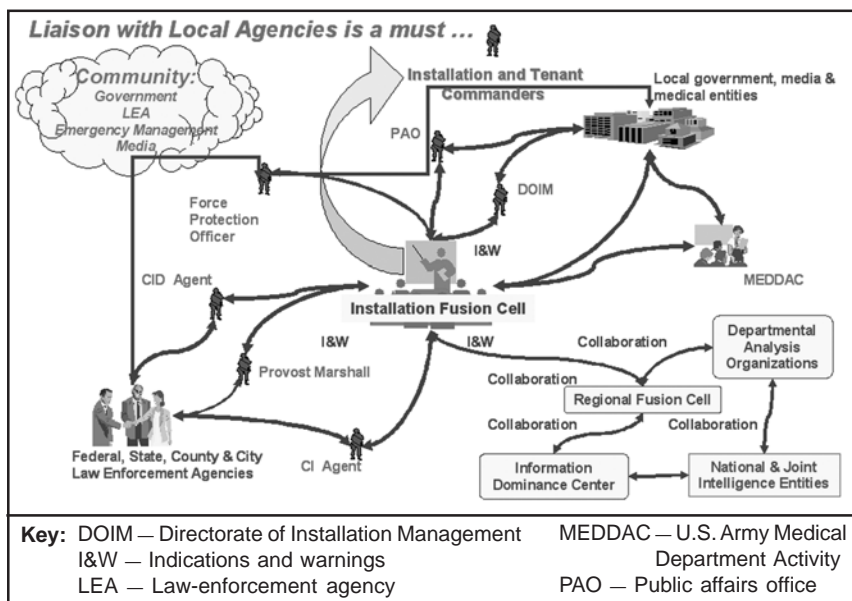 Liaison with Local Agencies is a must ...
Community:
Government
LEA
Emergency Management
Media
Installation and Tenant
Commanders
Local government, media &
medical entities
PAO
DOIM
Force
Protection
Officer
I&W
MEDDAC
CID Agent
Installation Fusion Cell
I&W
I&W
Provost Marshall
Collaboration
Departmental
Analysis
Organizations
Collaboration
Regional Fusion Cell
Collaboration
Collaboration
Federal, State, County & City
Law Enforcement Agencies
CI Agent
Information
Dominance Center
National & Joint
Intelligence Entities
Key: DOIM — Directorate of Installation Management
I&W — Indications and warnings
LEA — Law-enforcement agency
MEDDAC — U.S. Army Medical
Department Activity
PAO — Public affairs office